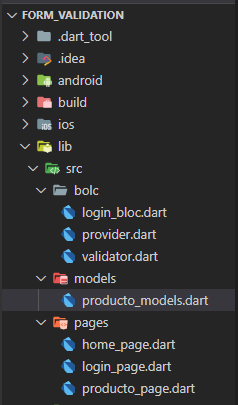 FORM_VALIDATION
.dart_tool
.idea
android
build
ios
lib
src
bolc
login_bloc.dart
provider.dart
validator.dart
models
producto_models.dart
pages
home_page.dart
login_page.dart
producto_page.dart